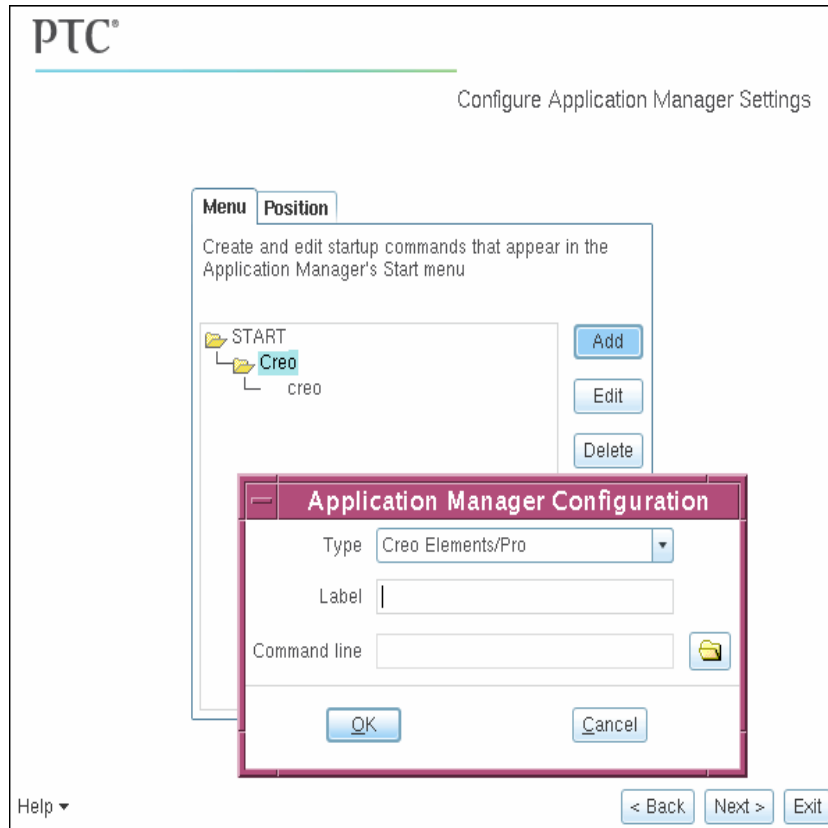 PTC®
Configure Application Manager Settings
Menu Position
Create and edit startup commands that appear in the
Application Manager's Start menu
START
Creo
creo
Add
Edit
Delete
Application Manager Configuration
Type Creo Elements/Pro
Label
Command line
OK Cancel
Help < Back Next > Exit